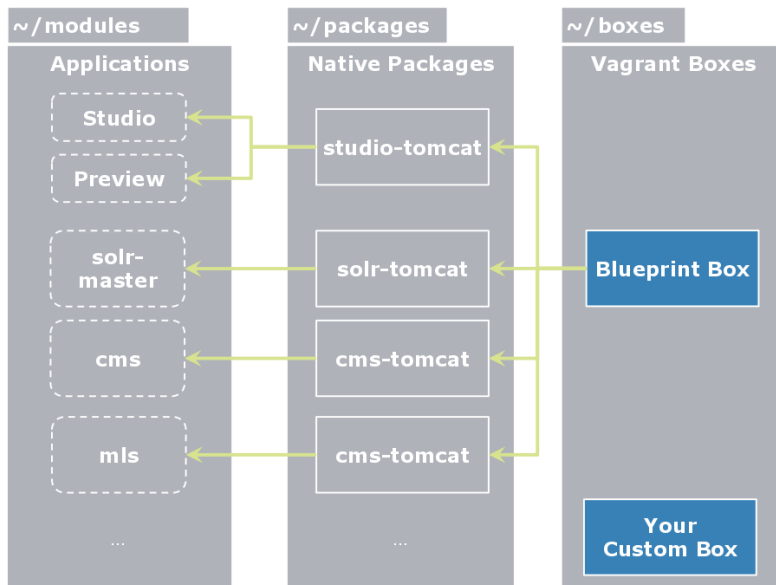 ~/modules
Applications
Studio
Preview
solr-
master
cms
mls
...
~/packages
Native Packages
studio-tomcat
solr-tomcat
cms-tomcat
cms-tomcat
...
~/boxes
Vagrant Boxes
Blueprint Box
Your
Custom Box